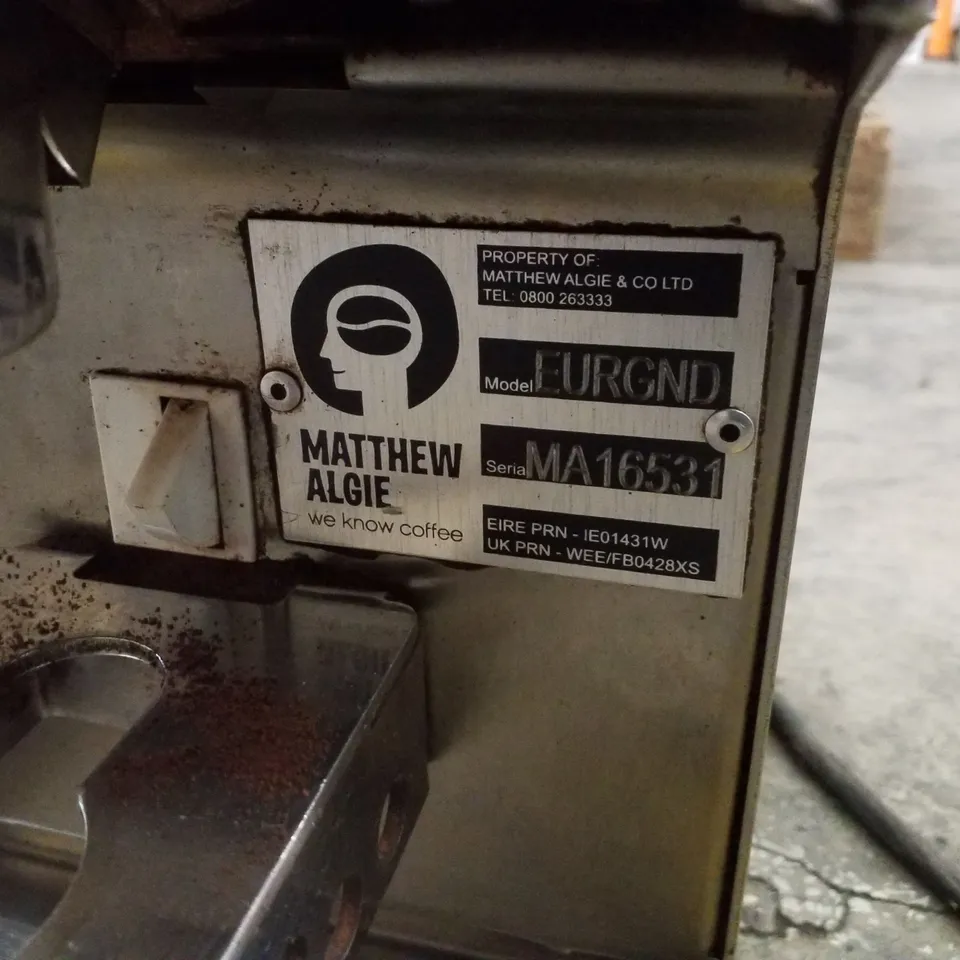 PROPERTY OF:
MATTHEW ALGIE & CO LTD
TEL: 0800 263333
Model EURGND
Serial MA16531
EIRE PRN - IE01431W
UK PRN - WEE/FB0428XS
MATTHEW
ALGIE
we know coffee